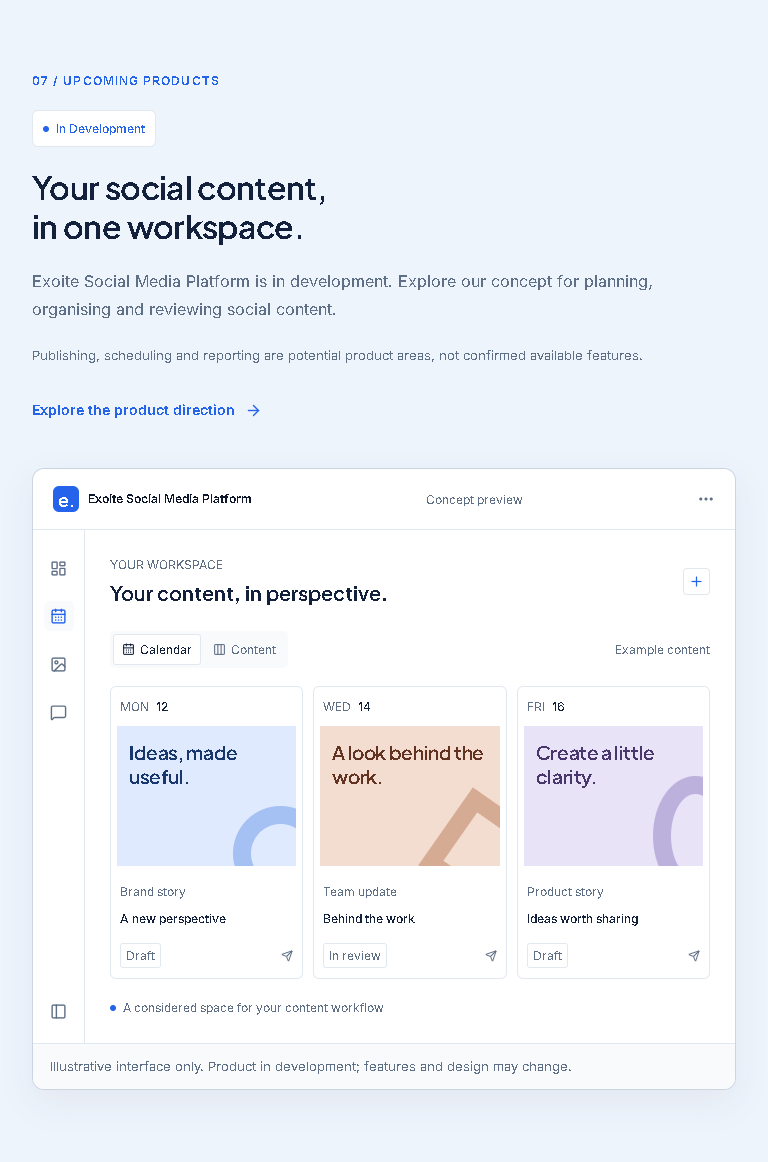 07 / UPCOMING PRODUCTS
In Development
Your social content,
in one workspace.
Exoite Social Media Platform is in development. Explore our concept for planning,
organising and reviewing social content.
Publishing, scheduling and reporting are potential product areas, not confirmed available features.
Explore the product direction
e. Exoite Social Media Platform
Concept preview
YOUR WORKSPACE
Your content, in perspective.
Calendar
Content
Example content
MON 12
Ideas, made
useful.
Brand story
A new perspective
Draft
WED 14
A look behind the
work.
Team update
Behind the work
In review
FRI 16
Create a little
clarity.
Product story
Ideas worth sharing
Draft
A considered space for your content workflow
Illustrative interface only. Product in development; features and design may change.